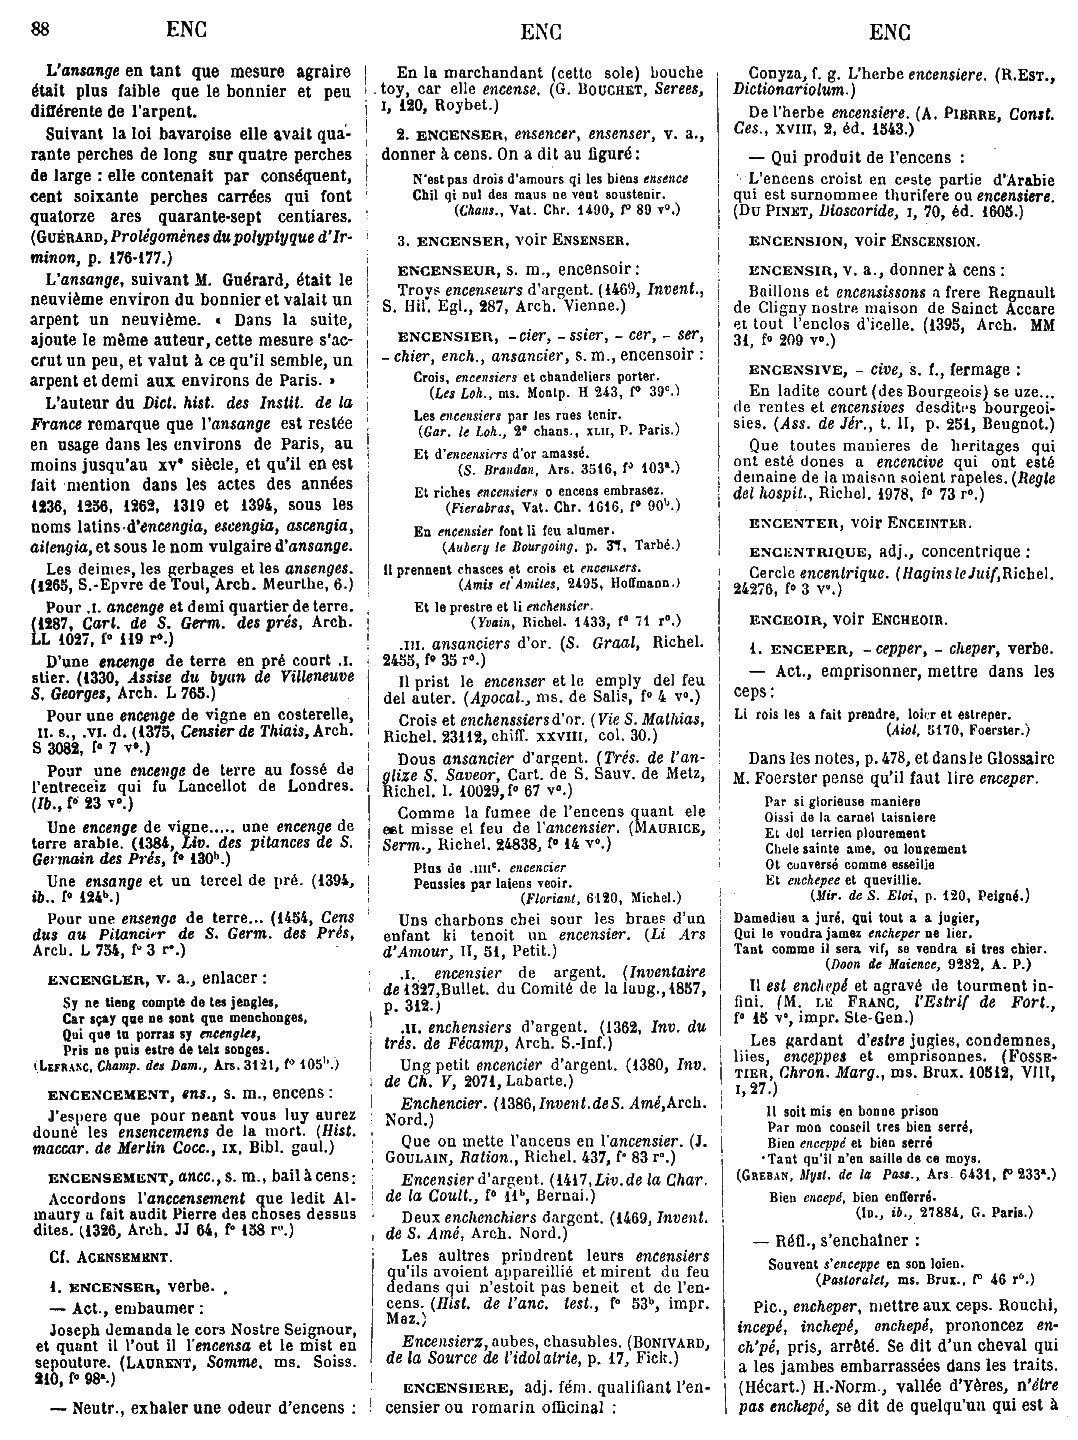 88 ENC ENC ENC
L'ansange en tant que mesure agraire
était plus faible que le bonnier et peu
différente de l'arpent.
Suivant la loi bavaroise elle avait qua-
rante perches de long sur quatre perches
de large : elle contenait par conséquent,
cent soixante perches carrées qui font
quatorze ares quarante-sept centiares.
(GUÉRARD, Prolégomènes du polyptyque d'Ir-
minon, p. 176-177.)
L'ansange, suivant M. Guérard, était le
neuvième environ du bonnier et valait un
arpent un neuvième. « Dans la suite,
ajoute le même auteur, cette mesure s'ac-
crut un peu, et valut à ce qu'il semble, un
arpent et demi aux environs de Paris. »
L'auteur du Dict. hist. des Instit. de la
France remarque que l'ansange est restée
en usage dans les environs de Paris, au
moins jusqu'au XVe siècle, et qu'il en est
fait mention dans les actes des années
1236, 1256, 1262, 1319 et 1394, sous les
noms latins d'encengia, escengia, ascengia,
aitengia, et sous le nom vulgaire d'ansange.
Les deimes, les gerbages et les ansenges.
(1265, S.-Epvre de Toul, Arch. Meurthe, 6.)
Pour .I. ancenge et demi quartier de terre.
(1287, Cart. de S. Germ. des prés, Arch.
LL 1027, f° 119 r°.)
D'une encenge de terre en pré court .I.
stier. (1330, Assise du byan de Villeneuve
S. Georges, Arch. L 765.)
Pour une encenge de vigne en costerelle,
II. s., .VI. d. (1375, Censier de Thiais, Arch.
S 3082, f° 7 v°.)
Pour une encenge de terre au fossé de
l'entreceiz qui fu Lancellot de Londres.
(Ib., f° 23 v°.)
Une encenge de vigne..... une encenge de
terre arable. (1384, Liv. des pitances de S.
Germain des Prés, f° 130b.)
Une ensange et un tercel de pré. (1394,
ib.. f° 124b.)
Pour une ensenge de terre... (1454, Cens
dus au Pitancier de S. Germ. des Prés,
Arch. L 754, f° 3 r°.)
ENCENGLER, v. a., enlacer :
Sy ne tieng compte de tes jengles,
Car sçay que ne sont que menchonges,
Qui que tu porras sy encengles,
Pris ne puis estre de telz songes.
(LEFRANC, Champ. des Dam., Ars. 3121, f° 105b.)
ENCENCEMENT, ens., s. m., encens :
J'espere que pour neant vous luy aurez
douné les ensencemens de la mort. (Hist.
maccar. de Merlin Cocc., IX, Bibl. gaul.)
ENCENSEMENT, ancc., s. m., bail à cens :
Accordons l'anccensement que ledit Al-
maury a fait audit Pierre des choses dessus
dites. (1326, Arch. JJ 64, f° 158 r°.)
Cf. ACENSEMENT.
1. ENCENSER, verbe.
— Act., embaumer :
Joseph demanda le cors Nostre Seignour,
et quant il l'out il l'encensa et le mist en
sepouture. (LAURENT, Somme, ms. Soiss.
210, f° 98a.)
— Neutr., exhaler une odeur d'encens :
En la marchandant (cette sole) bouche
toy, car elle encense. (G. BOUCHET, Serees,
I, 120, Roybet.)
2. ENCENSER, ensencer, ensenser, v. a.,
donner à cens. On a dit au figuré :
N'est pas drois d'amours qi les biens ensence
Chil qi nul des maus ne veut soustenir.
(Chans., Vat. Chr. 1490, f° 89 v°.)
3. ENCENSER, voir ENSENSER.
ENCENSEUR, s. m., encensoir :
Troys encenseurs d'argent. (1469, Invent.,
S. Hil. Egl., 287, Arch. Vienne.)
ENCENSIER, -cier, -ssier, - cer, - ser,
- chier, ench., ansancier, s. m., encensoir :
Crois, encensiers et chandeliers porter.
(Les Loh., ms. Montp. H 243, f° 39c.)
Les encensiers par les rues tenir.
(Gar. le Loh., 2e chans., XLII, P. Paris.)
Et d'encensiers d'or amassé.
(S. Brandan, Ars. 3516, f° 103a.)
Et riches encensiers o encens embrasez.
(Fierabras, Vat. Chr. 1616, f° 90b.)
En encensier font li feu alumer.
(Aubery le Bourgoing, p. 37, Tarbé.)
Il prennent chasces et crois et encensers.
(Amis et Amiles, 2495, Hoffmann.)
Et le prestre et li enchensier.
(Yvain, Richel. 1433, f° 71 r°.)
.III. ansanciers d'or. (S. Graal, Richel.
2455, f° 35 r°.)
Il prist le encenser et le emply del feu
del auter. (Apocal., ms. de Salis, f° 4 v°.)
Crois et enchenssiers d'or. (Vie S. Mathias,
Richel. 23112, chiff. XXVIII, col. 30.)
Dous ansancier d'argent. (Trés. de l'an-
glize S. Saveor, Cart. de S. Sauv. de Metz,
Richel. l. 10029, f° 67 v°.)
Comme la fumee de l'encens quant ele
est misse el feu de l'ancensier. (MAURICE,
Serm., Richel. 24838, f° 14 v°.)
Plus de .IIIIc. encencier
Peussies par laiens veoir.
(Floriant, 6120, Michel.)
Uns charbons chei sour les braes d'un
enfant ki tenoit un encensier. (Li Ars
d'Amour, II, 51, Petit.)
.I. encensier de argent. (Inventaire
de 1327, Bullet. du Comité de la lang., 1857,
p. 312.)
.II. enchensiers d'argent. (1362, Inv. du
trés. de Fécamp, Arch. S.-Inf.)
Ung petit encencier d'argent. (1380, Inv.
de Ch. V, 2071, Labarte.)
Enchencier. (1386, Invent. de S. Amé, Arch.
Nord.)
Que on mette l'ancens en l'ancensier. (J.
GOULAIN, Ration., Richel. 437, f° 83 r°.)
Encensier d'argent. (1417, Liv. de la Char.
de la Coult., f° 11b, Bernai.)
Deux enchenchiers dargent. (1469, Invent.
de S. Amé, Arch. Nord.)
Les aultres prindrent leurs encensiers
qu'ils avoient appareillié et mirent du feu
dedans qui n'estoit pas beneit et de l'en-
cens. (Hist. de l'anc. test., f° 53b, impr.
Maz.)
Encensierz, aubes, chasubles. (BONIVARD,
de la Source de l'idolatrie, p. 17, Fick.)
ENCENSIERE, adj. fém. qualifiant l'en-
censier ou romarin officinal :
Conyza, f. g. L'herbe encensiere. (R. EST.,
Dictionariolum.)
De l'herbe encensiere. (A. PIERRE, Const.
Ces., XVIII, 2, éd. 1543.)
— Qui produit de l'encens :
L'encens croist en ceste partie d'Arabie
qui est surnommee thurifere ou encensiere.
(DU PINET, Dioscoride, I, 70, éd. 1605.)
ENCENSION, voir ENSCENSION.
ENCENSIR, v. a., donner à cens :
Baillons et encensissons a frere Regnault
de Cligny nostre maison de Sainct Accare
et tout l'enclos d'icelle. (1395, Arch. MM
31, f° 209 v°.)
ENCENSIVE, - cive, s. f., fermage :
En ladite court (des Bourgeois) se uze...
de rentes et encensives desdites bourgeoi-
sies. (Ass. de Jér., t. II, p. 251, Beugnot.)
Que toutes manieres de heritages qui
ont esté dones a encencive qui ont esté
demaine de la maison soient rapeles. (Regle
del hospit., Richel. 1978, f° 73 r°.)
ENCENTER, voir ENCEINTER.
ENCENTRIQUE, adj., concentrique :
Cercle encentrique. (Hagins le Juif, Richel.
24276, f° 3 v°.)
ENCEOIR, voir ENCHEOIR.
1. ENCEPER, - cepper, - cheper, verbe.
— Act., emprisonner, mettre dans les
ceps :
Li rois les a fait prendre, loier et estreper.
(Aiol, 5170, Foerster.)
Dans les notes, p. 478, et dans le Glossaire
M. Foerster pense qu'il faut lire enceper.
Par si glorieuse maniere
Oissi de la carnel taisniere
Et del terrien plourement
Chele sainte ame, ou longement
Ot conversé comme esseilie
Et enchepee et quevillie.
(Mir. de S. Eloi, p. 120, Peigné.)
Damedieu a juré, qui tout a a jugier,
Qui le voudra jamez encheper ne lier,
Tant comme il sera vif, se vendra si tres chier.
(Doon de Maience, 9282, A. P.)
Il est enchepé et agravé de tourment in-
fini. (M. LE FRANC, l'Estrif de Fort.,
f° 15 v°, impr. Ste-Gen.)
Les gardant d'estre jugies, condemnes,
liies, enceppes et emprisonnes. (FOSSE-
TIER, Chron. Marg., ms. Brux. 10512, VIII,
I, 27.)
Il soit mis en bonne prison
Par mon conseil tres bien serré,
Bien enceppé et bien serré
Tant qu'il n'en saille de ce moys.
(GREBAN, Myst. de la Pass., Ars. 6431, f° 233a.)
Bien encepé, bien enfferré.
(ID., ib., 27884, G. Paris.)
— Réfl., s'enchaîner :
Souvent s'enceppe en son loien.
(Pastoralet, ms. Brux., f° 46 r°.)
Pic., encheper, mettre aux ceps. Rouchi,
incepé, inchepé, onchepé, prononcez en-
ch'pé, pris, arrêté. Se dit d'un cheval qui
a les jambes embarrassées dans les traits.
(Hécart.) H.-Norm., vallée d'Yères, n'être
pas enchepé, se dit de quelqu'un qui est à